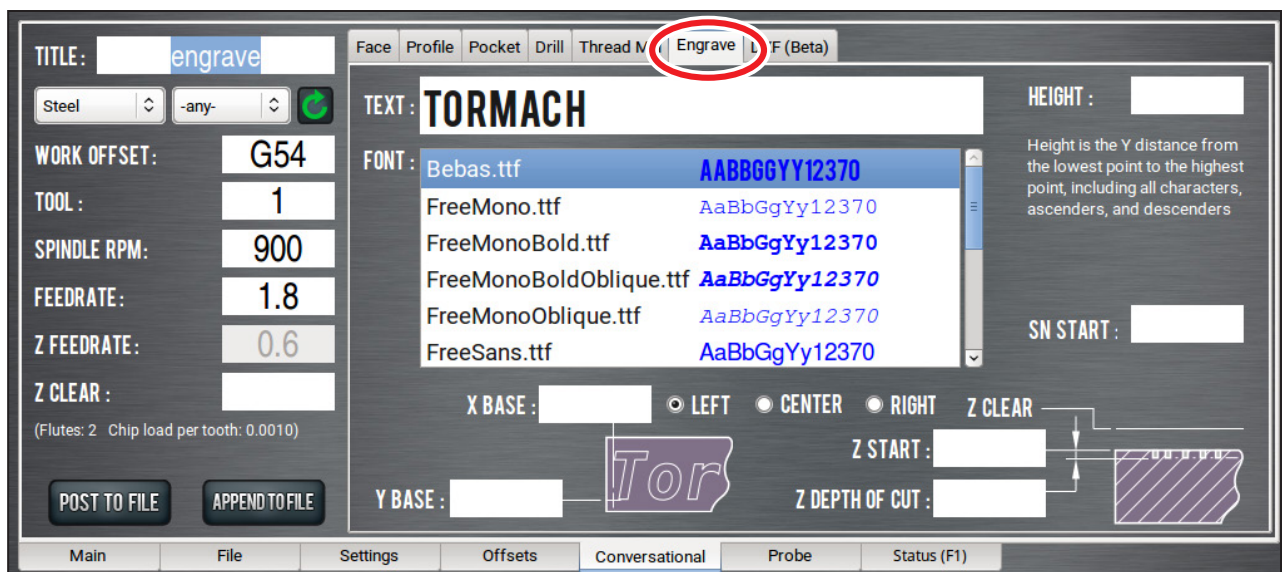 TITLE: engrave
Steel -any-
WORK OFFSET: G54
TOOL : 1
SPINDLE RPM: 900
FEEDRATE: 1.8
Z FEEDRATE: 0.6
Z CLEAR :
(Flutes: 2 Chip load per tooth: 0.0010)
POST TO FILE APPEND TO FILE
Face Profile Pocket Drill Thread Engrave (Beta)
TEXT : TORMACH
FONT :
Bebas.ttf AABBGGYY12370
FreeMono.ttf AaBbGgYy12370
FreeMonoBold.ttf AaBbGgYy12370
FreeMonoBoldOblique.ttf AaBbGgYy12370
FreeMonoOblique.ttf AaBbGgYy12370
FreeSans.ttf AaBbGgYy12370
HEIGHT :
Height is the Y distance from
the lowest point to the highest
point, including all characters,
ascenders, and descenders
SN START :
X BASE : LEFT CENTER RIGHT Z CLEAR
Tor
Z START :
Y BASE : Z DEPTH OF CUT :
Main File Settings Offsets Conversational Probe Status (F1)